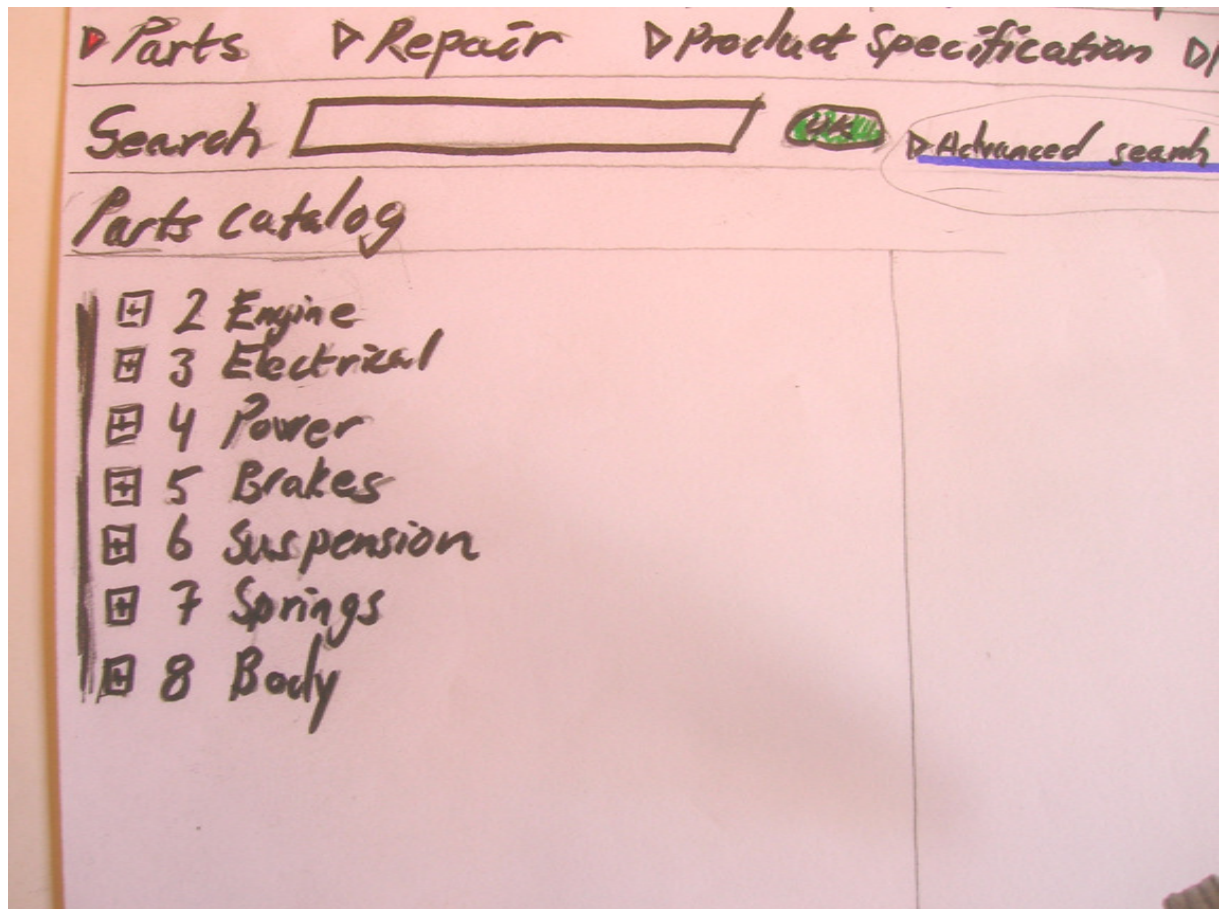 Parts Repair Product Specification
Search OK Advanced search
Parts catalog
2 Engine
3 Electrical
4 Power
5 Brakes
6 Suspension
7 Springs
8 Body